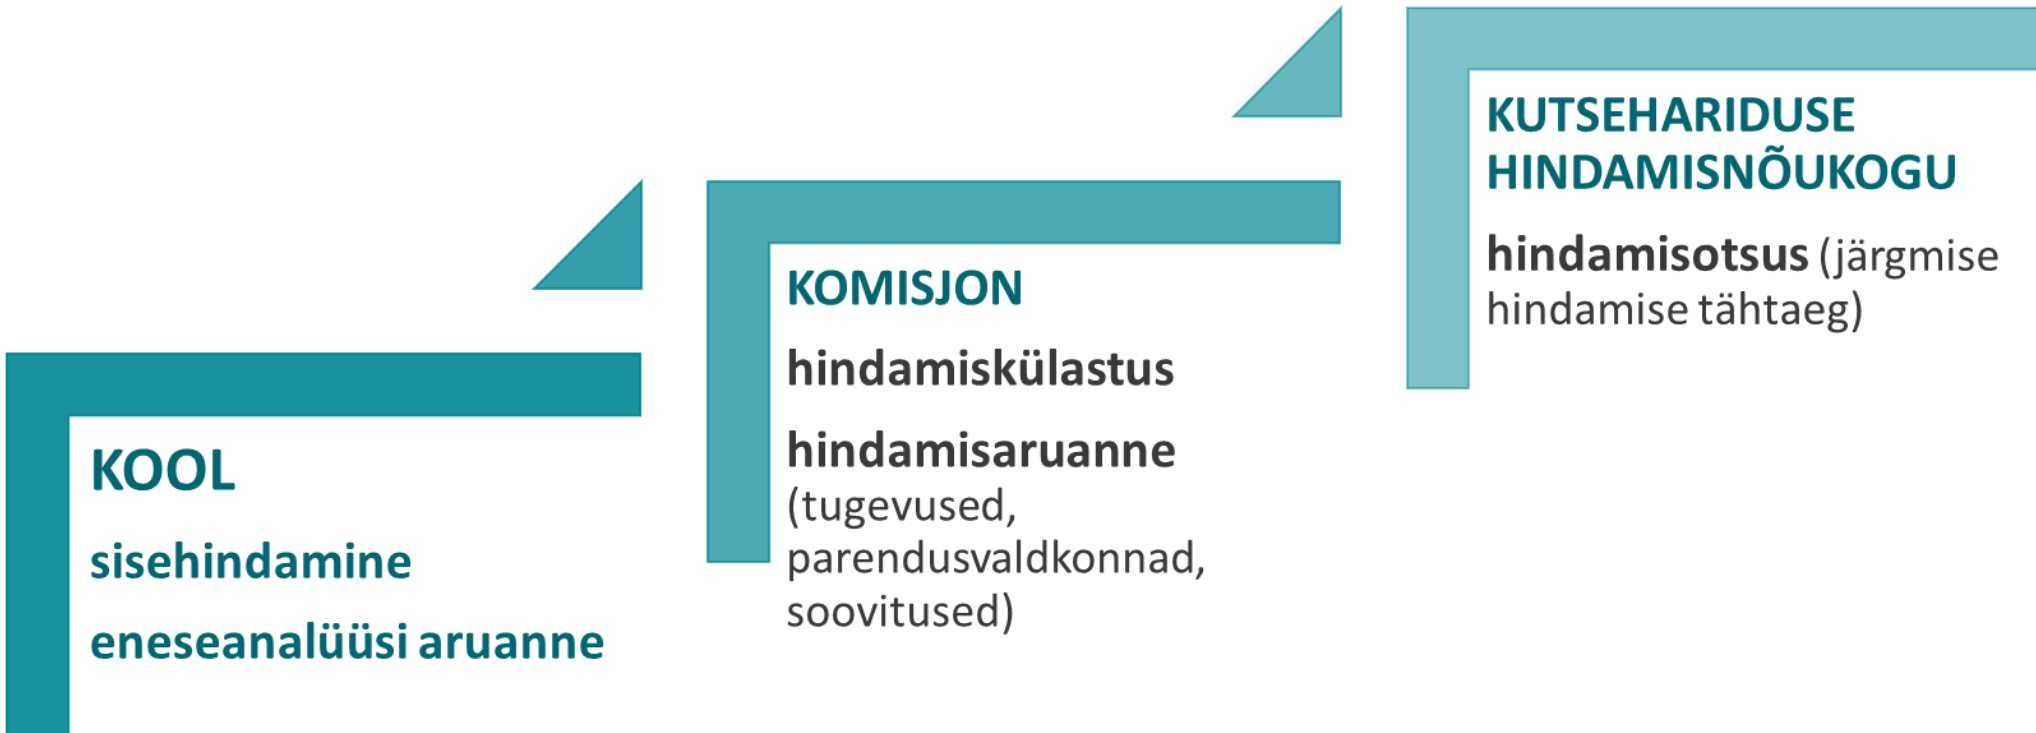 KOOL
sisehindamine
eneseanalüüsi aruanne
KOMISJON
hindamiskülastus
hindamisaruanne
(tugevused,
parendusvaldkonnad,
soovitused)
KUTSEHARIDUSE
HINDAMISNÕUKOGU
hindamisotsus (järgmise
hindamise tähtaeg)